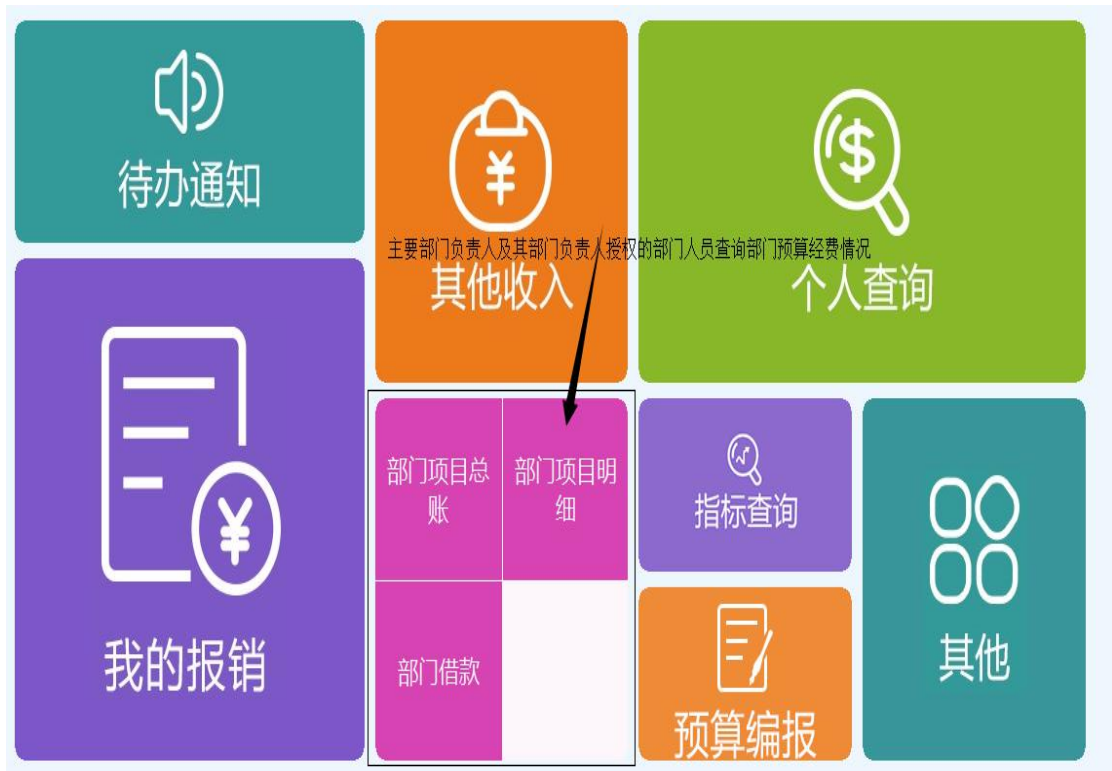 待办通知
主要部门负责人及其部门负责人授权的部门人员查询部门预算经费情况
其他收入
个人查询
我的报销
部门项目总
账
部门项目明
细
部门借款
指标查询
预算编报
其他